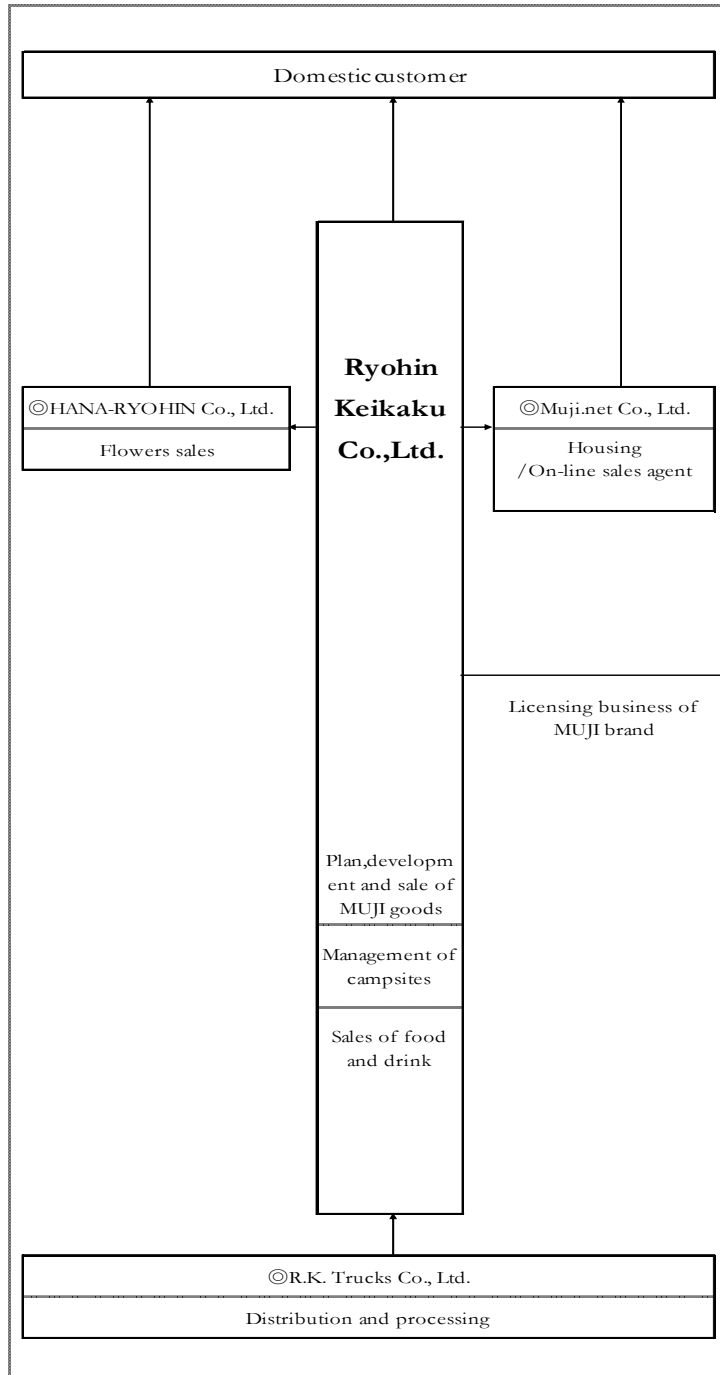 Domestic customer
Ryohin
Keikaku
Co.,Ltd.
◎HANA-RYOHIN Co., Ltd.
Flowers sales
◎Muji.net Co., Ltd.
Housing
/On-line sales agent
Licensing business of
MUJI brand
Plan,developm
ent and sale of
MUJI goods
Management of
campsites
Sales of food
and drink
◎R.K. Trucks Co., Ltd.
Distribution and processing